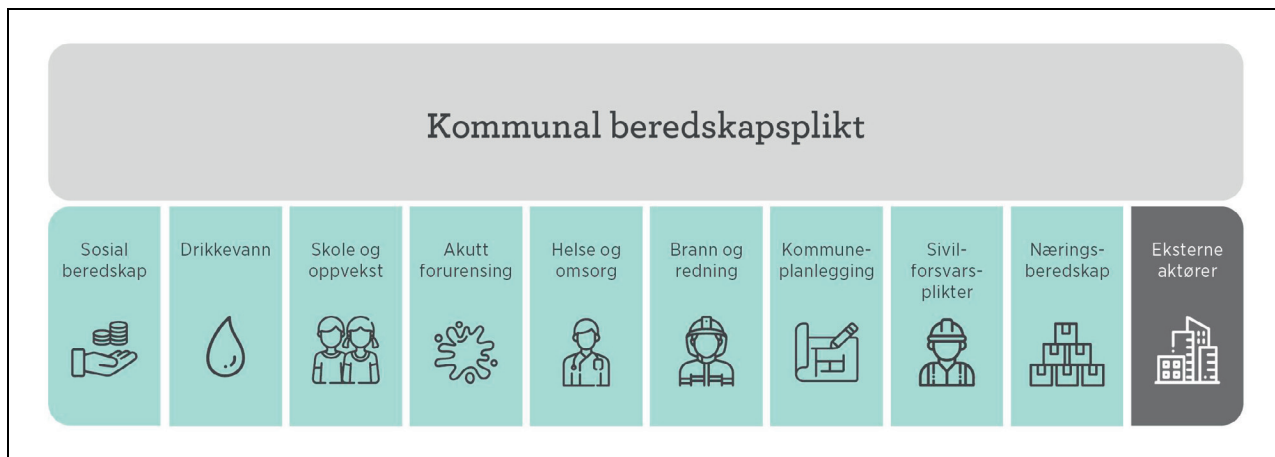 Kommunal beredskapsplikt
Sosial
beredskap
Drikkevann
Skole og
oppvekst
Akutt
forurensing
Helse og
omsorg
Brann og
redning
Kommune-
planlegging
Sivil-
forsvars-
plikter
Nærings-
beredskap
Eksterne
aktører